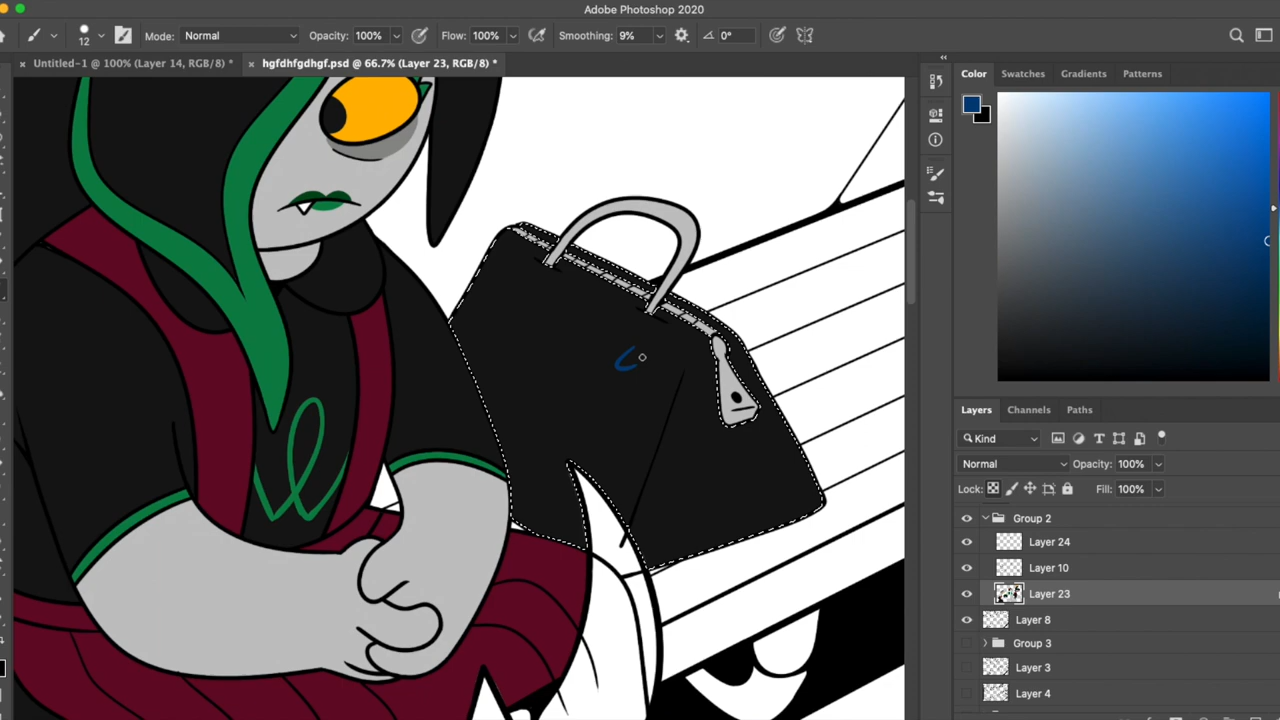 Adobe Photoshop 2020
12 Mode: Normal Opacity: 100% Flow: 100% Smoothing: 9% 0°
× Untitled-1 @ 100% (Layer 14, RGB/8) * × hgfdhfgdhgf.psd @ 66.7% (Layer 23, RGB/8) *
Color Swatches Gradients Patterns
Layers Channels Paths
Kind
Normal Opacity: 100%
Lock: Fill: 100%
Group 2
Layer 24
Layer 10
Layer 23
Layer 8
Group 3
Layer 3
Layer 4